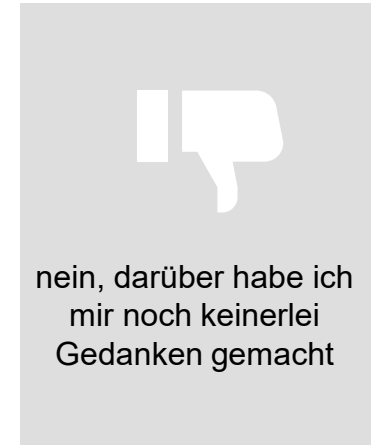 nein, darüber habe ich
mir noch keinerlei
Gedanken gemacht